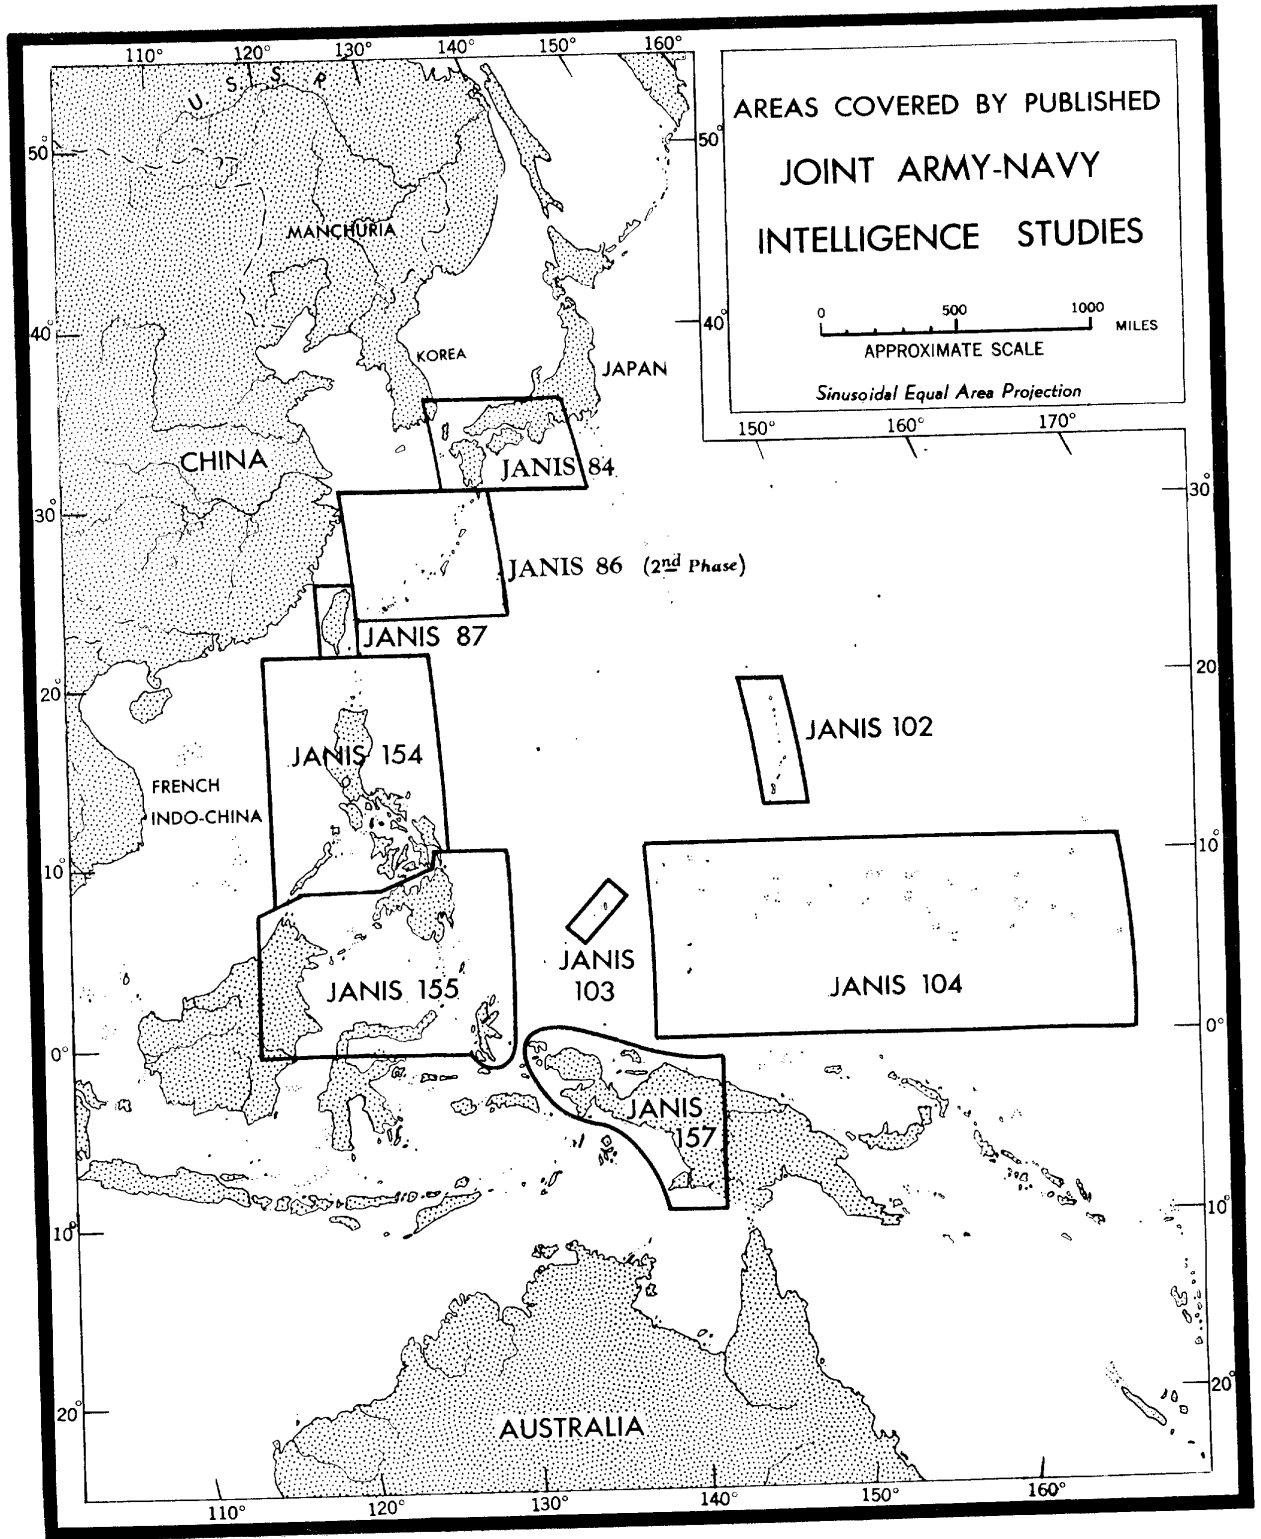 110° 120° 130° 140° 150° 160°
U. S. S. R.
AREAS COVERED BY PUBLISHED
JOINT ARMY-NAVY
INTELLIGENCE STUDIES
0 500 1000
MILES
APPROXIMATE SCALE
Sinusoidal Equal Area Projection
150° 160° 170°
50° 50°
MANCHURIA
40° 40°
KOREA
JAPAN
CHINA
JANIS 84
30° 30°
JANIS 86 (2nd Phase)
JANIS 87
20° 20°
JANIS 102
JANIS 154
FRENCH
INDO-CHINA
10° 10°
JANIS
103
JANIS 155
JANIS 104
0° 0°
JANIS
157
10° 10°
20° 20°
AUSTRALIA
110° 120° 130° 140° 150° 160°